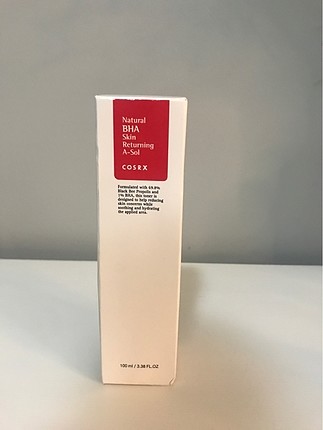 Natural
BHA
Skin
Returning
A-Sol
COSRX
Formulated with 49.8%
Black Bee Propolis and
1% BHA, this toner is
designed to help reducing
skin concerns while
soothing and hydrating
the applied area.
100 ml / 3.38 FL.OZ